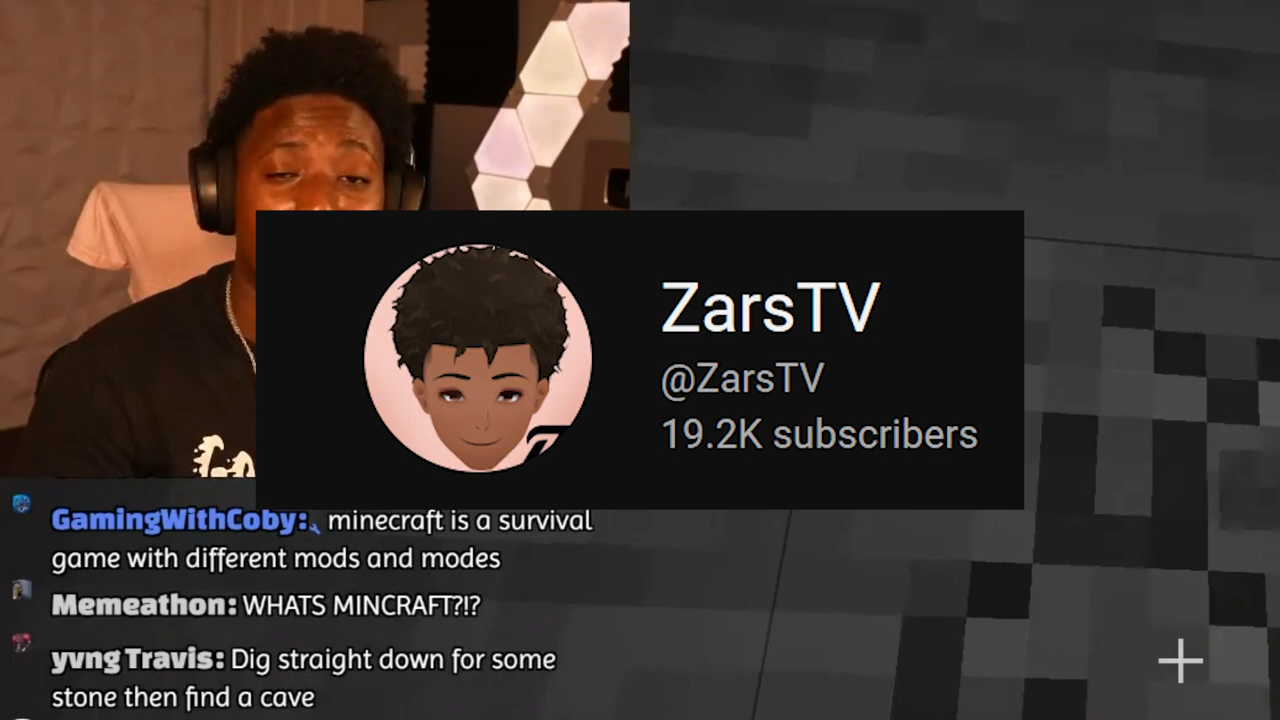 ZarsTV
@ZarsTV
19.2K subscribers
GamingWithCoby: minecraft is a survival
game with different mods and modes
Memeathon: WHATS MINCRAFT?!?
yvng Travis: Dig straight down for some
stone then find a cave